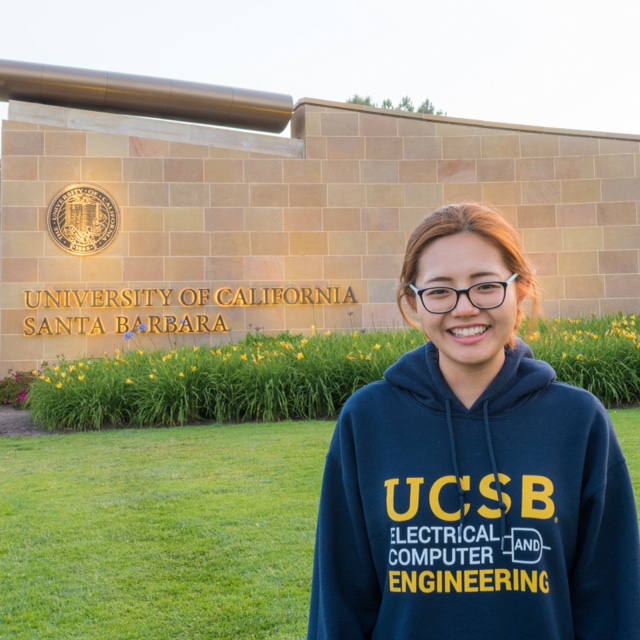 UNIVERSITY OF CALIFORNIA
SANTA BARBARA
UCSB
ELECTRICAL
COMPUTER AND
ENGINEERING